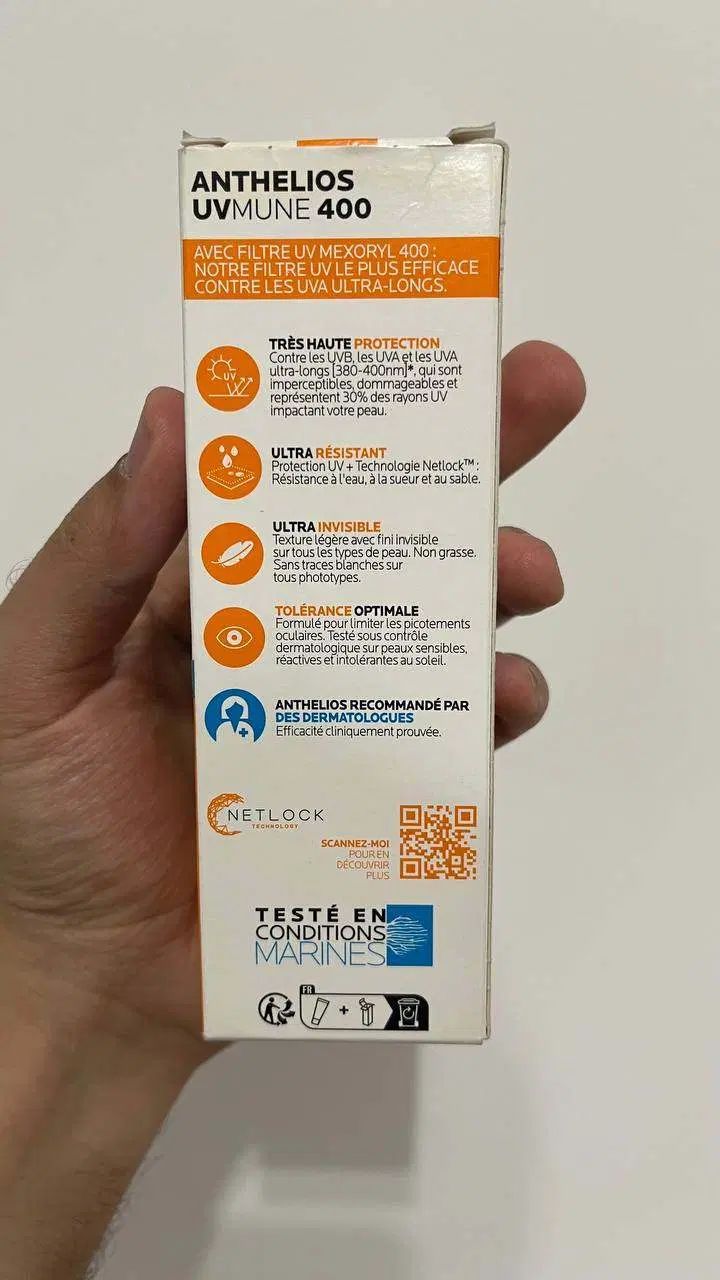 ANTHELIOS
UVMUNE 400
AVEC FILTRE UV MEXORYL 400 :
NOTRE FILTRE UV LE PLUS EFFICACE
CONTRE LES UVA ULTRA-LONGS.
UV
TRÈS HAUTE PROTECTION
Contre les UVB, les UVA et les UVA
ultra-longs [380-400nm]*, qui sont
imperceptibles, dommageables et
représentent 30% des rayons UV
impactant votre peau.
ULTRA RÉSISTANT
Protection UV + Technologie Netlock™ :
Résistance à l'eau, à la sueur et au sable.
ULTRA INVISIBLE
Texture légère avec fini invisible
sur tous les types de peau. Non grasse.
Sans traces blanches sur
tous phototypes.
TOLÉRANCE OPTIMALE
Formulé pour limiter les picotements
oculaires. Testé sous contrôle
dermatologique sur peaux sensibles,
réactives et intolérantes au soleil.
ANTHELIOS RECOMMANDÉ PAR
DES DERMATOLOGUES
Efficacité cliniquement prouvée.
NETLOCK
TECHNOLOGY
SCANNEZ-MOI
POUR EN
DÉCOUVRIR
PLUS
TESTÉ EN
CONDITIONS
MARINES
FR
+